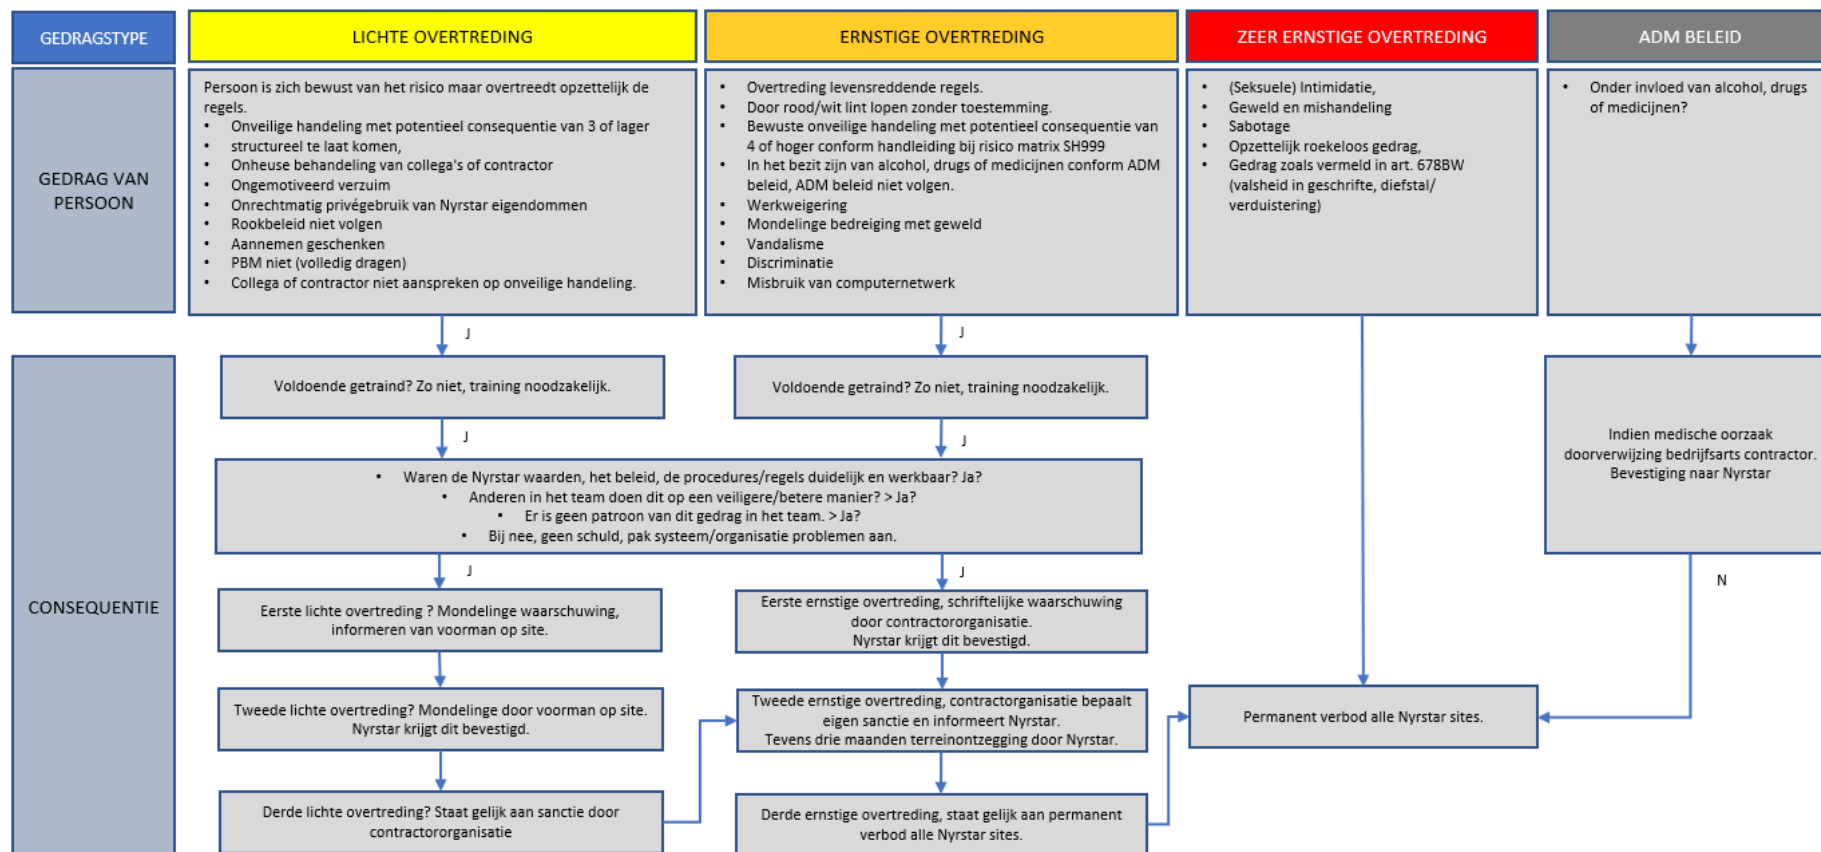 GEDRAGSTYPE
LICHTE OVERTREDING
ERNSTIGE OVERTREDING
ZEER ERNSTIGE OVERTREDING
ADM BELEID
GEDRAG VAN
PERSOON
Persoon is zich bewust van het risico maar overtreedt opzettelijk de
regels.
• Onveilige handeling met potentieel consequentie van 3 of lager
• structureel te laat komen,
• Onheuse behandeling van collega's of contractor
• Ongemotiveerd verzuim
• Onrechtmatig privégebruik van Nyrstar eigendommen
• Rookbeleid niet volgen
• Aannemen geschenken
• PBM niet (volledig dragen)
• Collega of contractor niet aanspreken op onveilige handeling.
• Overtreding levensreddende regels.
• Door rood/wit lint lopen zonder toestemming.
• Bewuste onveilige handeling met potentieel consequentie van
4 of hoger conform handleiding bij risico matrix SH999
• In het bezit zijn van alcohol, drugs of medicijnen conform ADM
beleid, ADM beleid niet volgen.
• Werkweigering
• Mondelinge bedreiging met geweld
• Vandalisme
• Discriminatie
• Misbruik van computernetwerk
• (Seksuele) Intimidatie,
• Geweld en mishandeling
• Sabotage
• Opzettelijk roekeloos gedrag,
• Gedrag zoals vermeld in art. 678BW
(valsheid in geschrifte, diefstal/
verduistering)
• Onder invloed van alcohol, drugs
of medicijnen?
J
J
CONSEQUENTIE
Voldoende getraind? Zo niet, training noodzakelijk.
Voldoende getraind? Zo niet, training noodzakelijk.
Indien medische oorzaak
doorverwijzing bedrijfsarts contractor.
Bevestiging naar Nyrstar
J
J
• Waren de Nyrstar waarden, het beleid, de procedures/regels duidelijk en werkbaar? Ja?
• Anderen in het team doen dit op een veiligere/betere manier? > Ja?
• Er is geen patroon van dit gedrag in het team. > Ja?
• Bij nee, geen schuld, pak systeem/organisatie problemen aan.
J
J
N
Eerste lichte overtreding ? Mondelinge waarschuwing,
informeren van voorman op site.
Eerste ernstige overtreding, schriftelijke waarschuwing
door contractororganisatie.
Nyrstar krijgt dit bevestigd.
Tweede lichte overtreding? Mondelinge door voorman op site.
Nyrstar krijgt dit bevestigd.
Tweede ernstige overtreding, contractorganisatie bepaalt
eigen sanctie en informeert Nyrstar.
Tevens drie maanden terreinontzegging door Nyrstar.
Permanent verbod alle Nyrstar sites.
Derde lichte overtreding? Staat gelijk aan sanctie door
contractororganisatie
Derde ernstige overtreding, staat gelijk aan permanent
verbod alle Nyrstar sites.